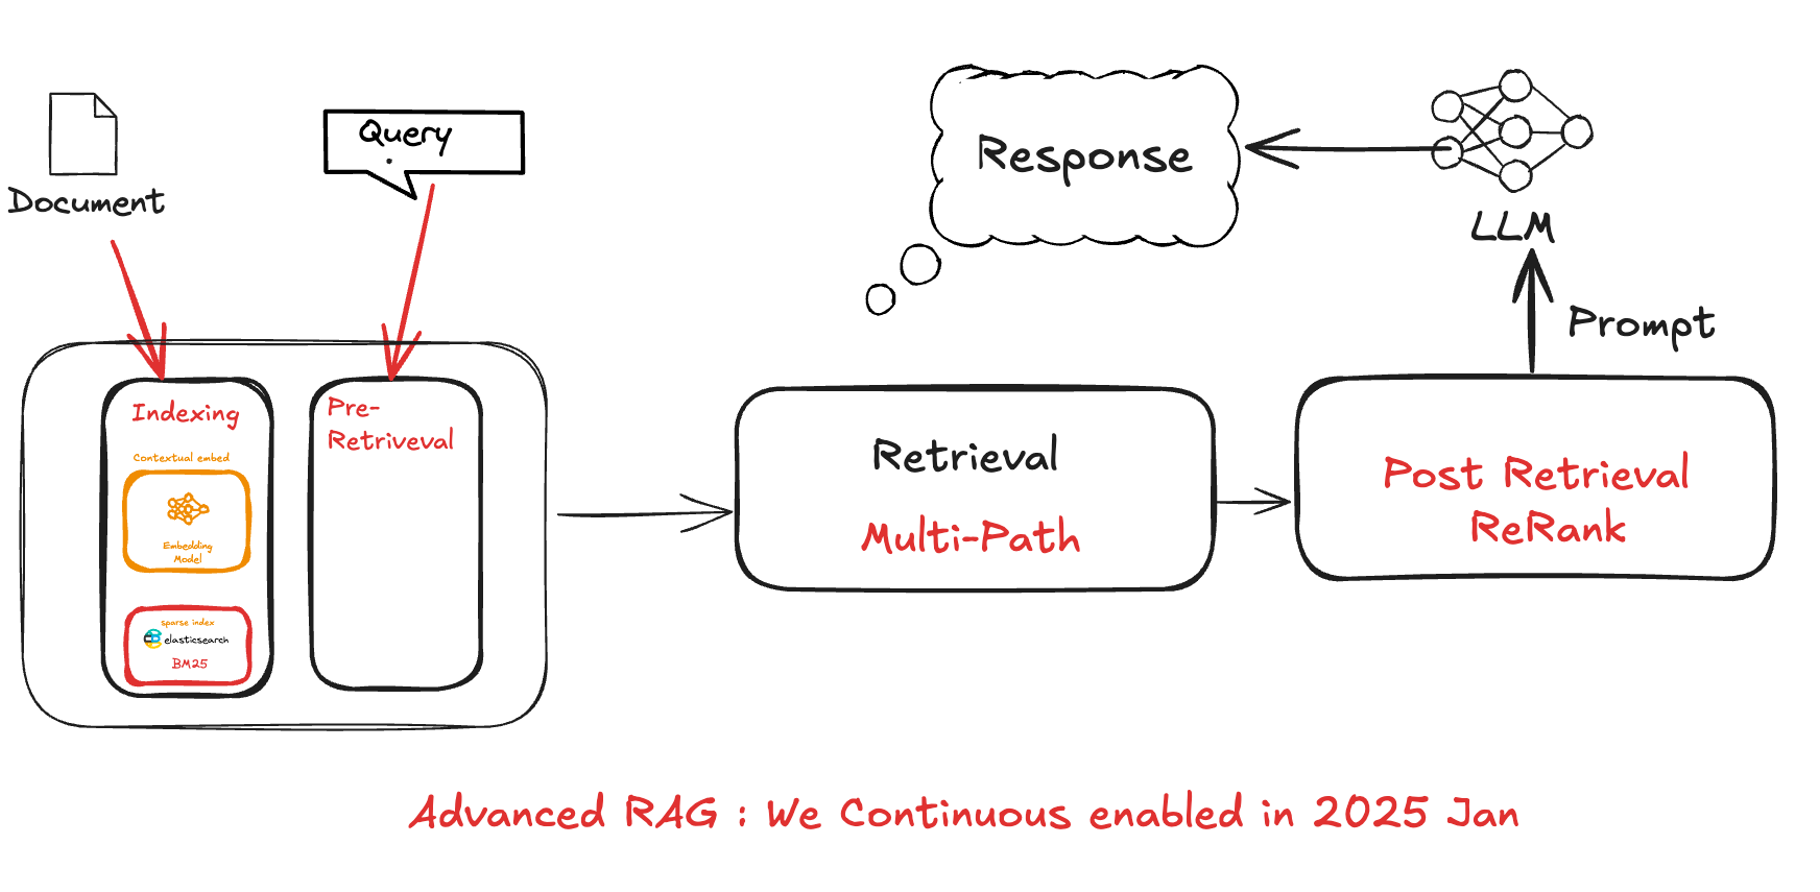 Document
Query
Response
LLM
Prompt
Indexing
Contextual embed
Embedding
Model
sparse index
elasticsearch
BM25
Pre-
Retriveval
Retrieval
Multi-Path
Post Retrieval
ReRank
Advanced RAG : We Continuous enabled in 2025 Jan